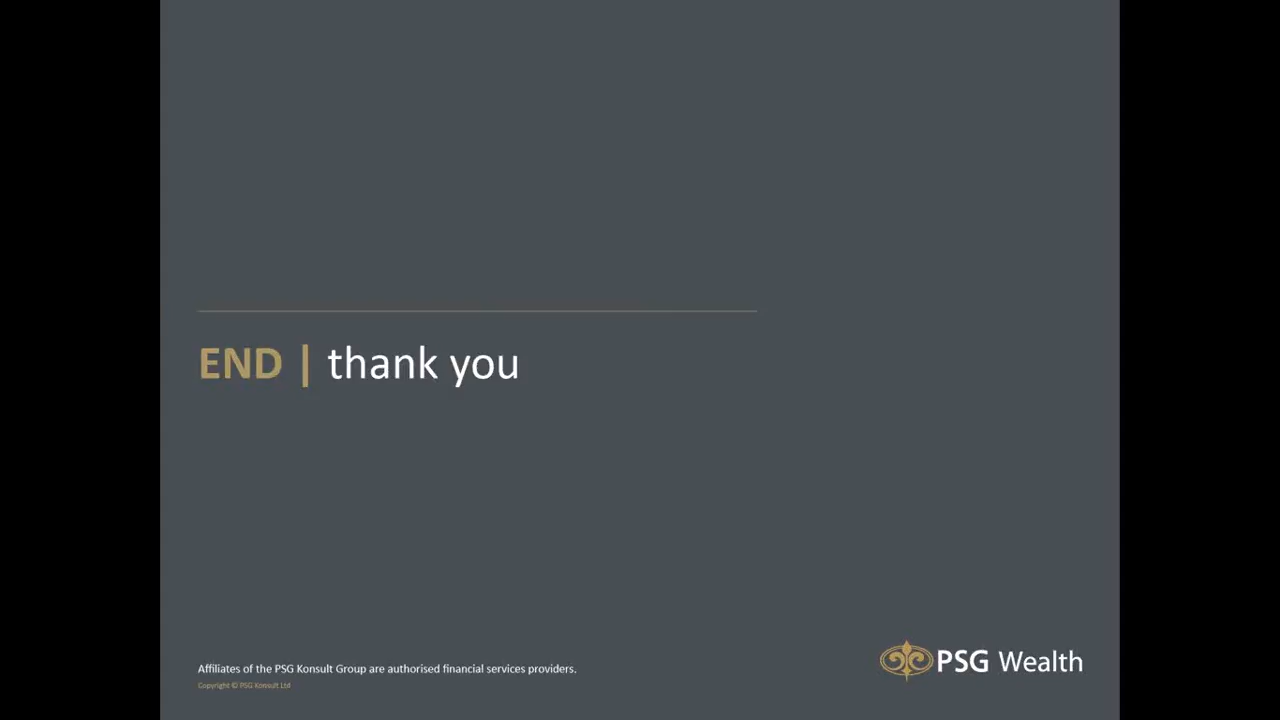 END | thank you
Affiliates of the PSG Konsult Group are authorised financial services providers.
Copyright © PSG Konsult Ltd
PSG Wealth